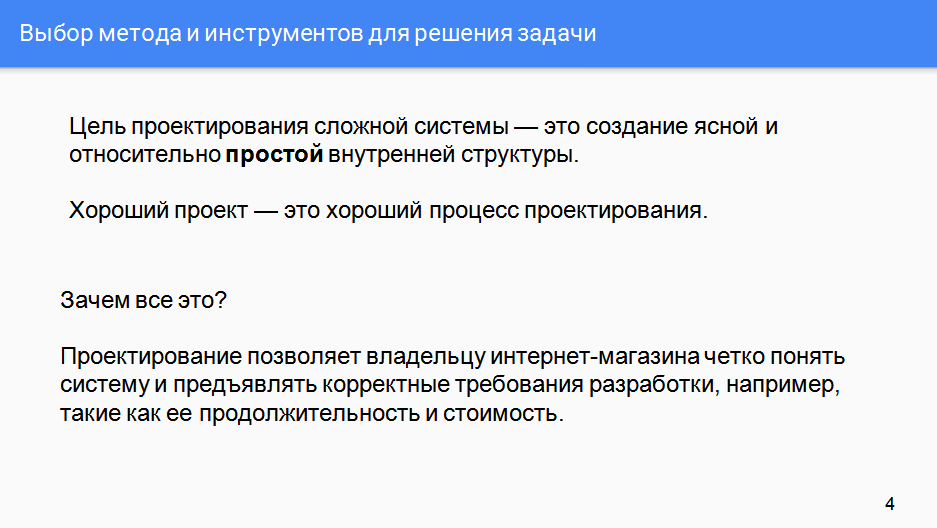 Выбор метода и инструментов для решения задачи
Цель проектирования сложной системы — это создание ясной и
относительно простой внутренней структуры.
Хороший проект — это хороший процесс проектирования.
Зачем все это?
Проектирование позволяет владельцу интернет-магазина четко понять
систему и предъявлять корректные требования разработки, например,
такие как ее продолжительность и стоимость.
4